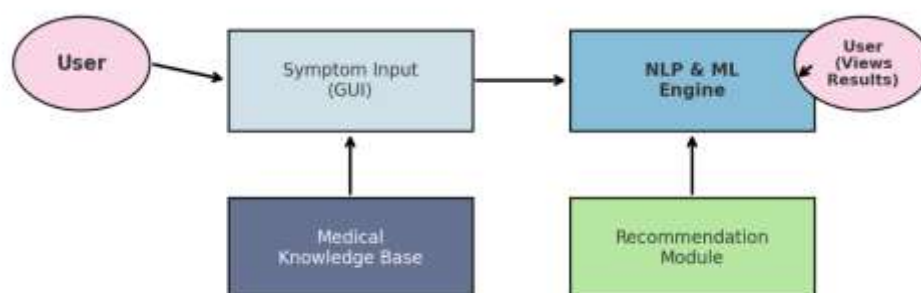 User
Symptom Input
(GUI)
NLP & ML
Engine
User
(Views
Results)
Medical
Knowledge Base
Recommendation
Module